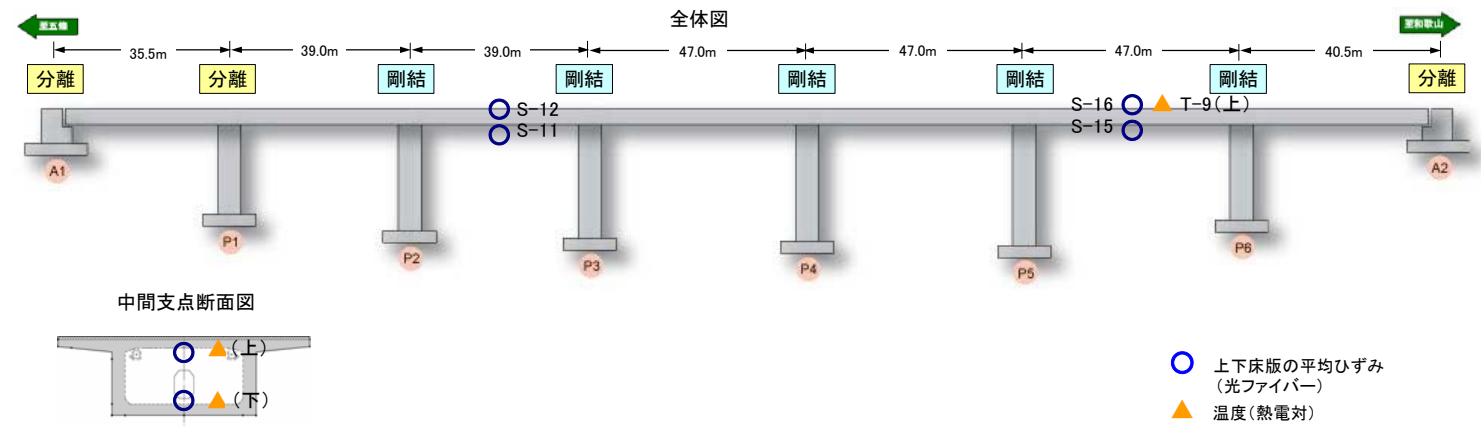 全体図
至五條
至和歌山
35.5m
39.0m
39.0m
47.0m
47.0m
47.0m
40.5m
分離
分離
剛結
剛結
剛結
剛結
剛結
分離
S-12
S-11
S-16
T-9(上)
S-15
A1
P1
P2
P3
P4
P5
P6
A2
中間支点断面図
(上)
(下)
上下床版の平均ひずみ
(光ファイバー)
温度(熱電対)